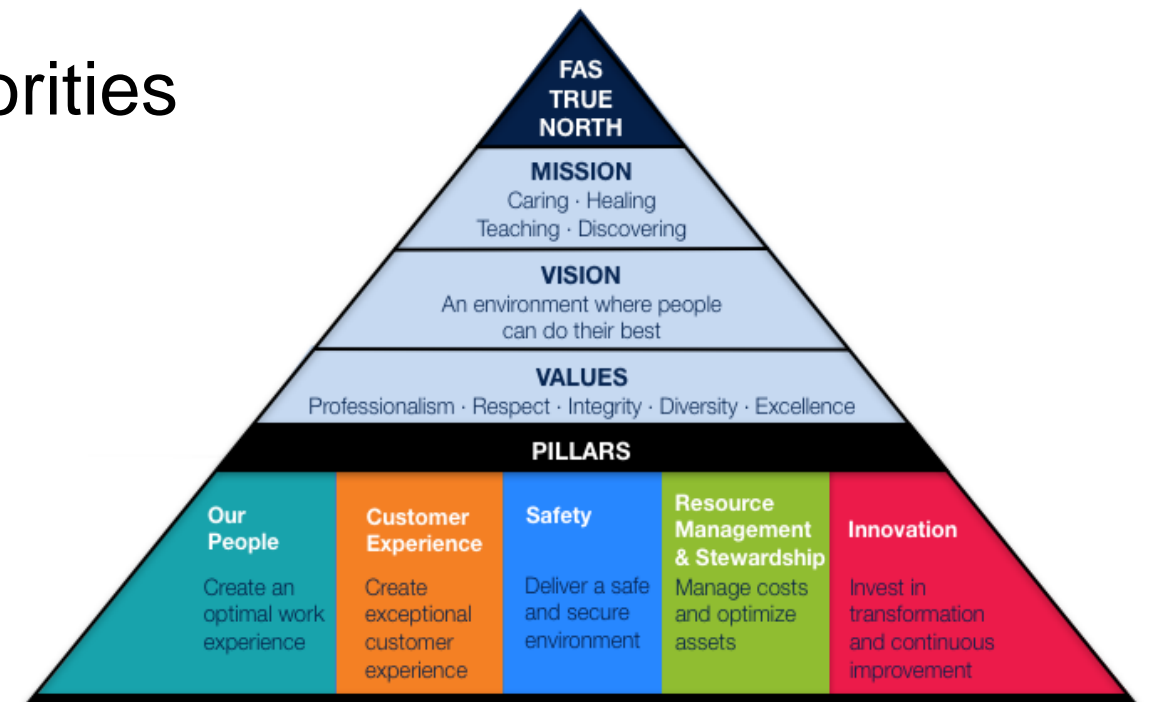 orities
FAS
TRUE
NORTH
MISSION
Caring · Healing
Teaching · Discovering
VISION
An environment where people
can do their best
VALUES
Professionalism · Respect · Integrity · Diversity · Excellence
PILLARS
Our
People
Create an
optimal work
experience
Customer
Experience
Create
exceptional
customer
experience
Safety
Deliver a safe
and secure
environment
Resource
Management
& Stewardship
Manage costs
and optimize
assets
Innovation
Invest in
transformation
and continuous
improvement